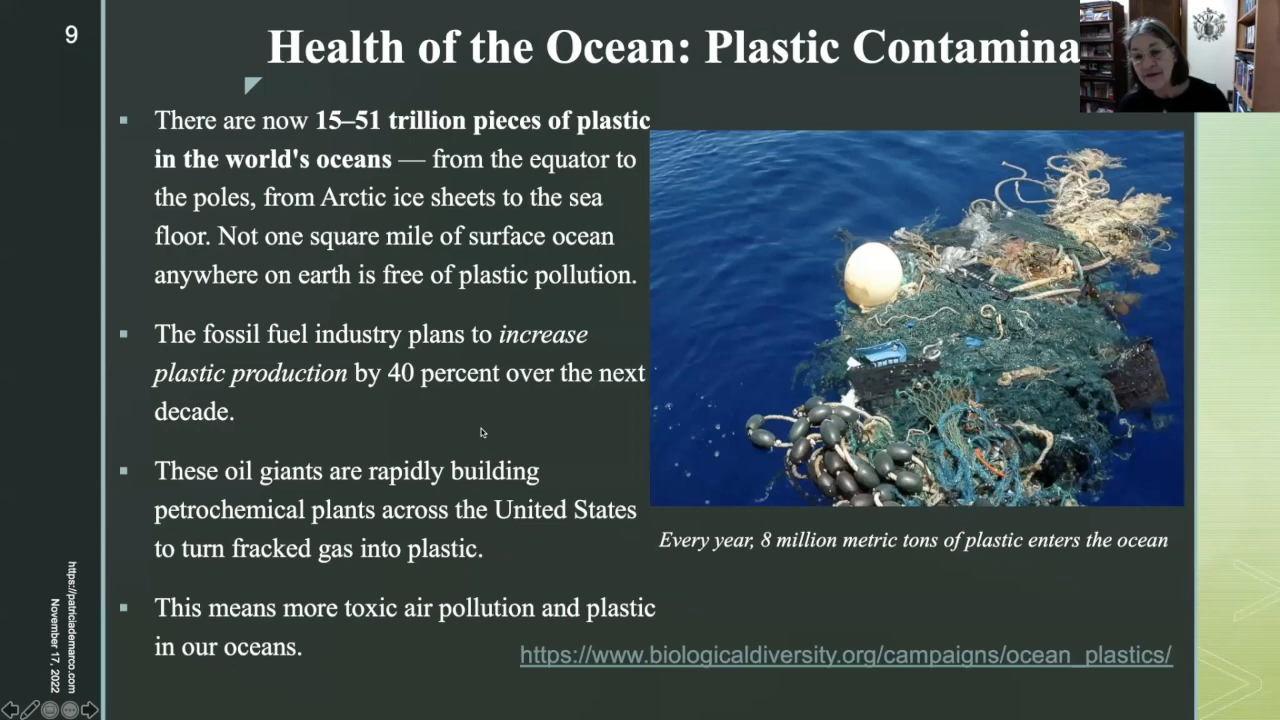 9
Health of the Ocean: Plastic Contamina
There are now 15–51 trillion pieces of plastic
in the world's oceans — from the equator to
the poles, from Arctic ice sheets to the sea
floor. Not one square mile of surface ocean
anywhere on earth is free of plastic pollution.
The fossil fuel industry plans to increase
plastic production by 40 percent over the next
decade.
These oil giants are rapidly building
petrochemical plants across the United States
to turn fracked gas into plastic.
This means more toxic air pollution and plastic
in our oceans.
Every year, 8 million metric tons of plastic enters the ocean
https://www.biologicaldiversity.org/campaigns/ocean_plastics/
https://patriciademarco.com
November 17, 2022